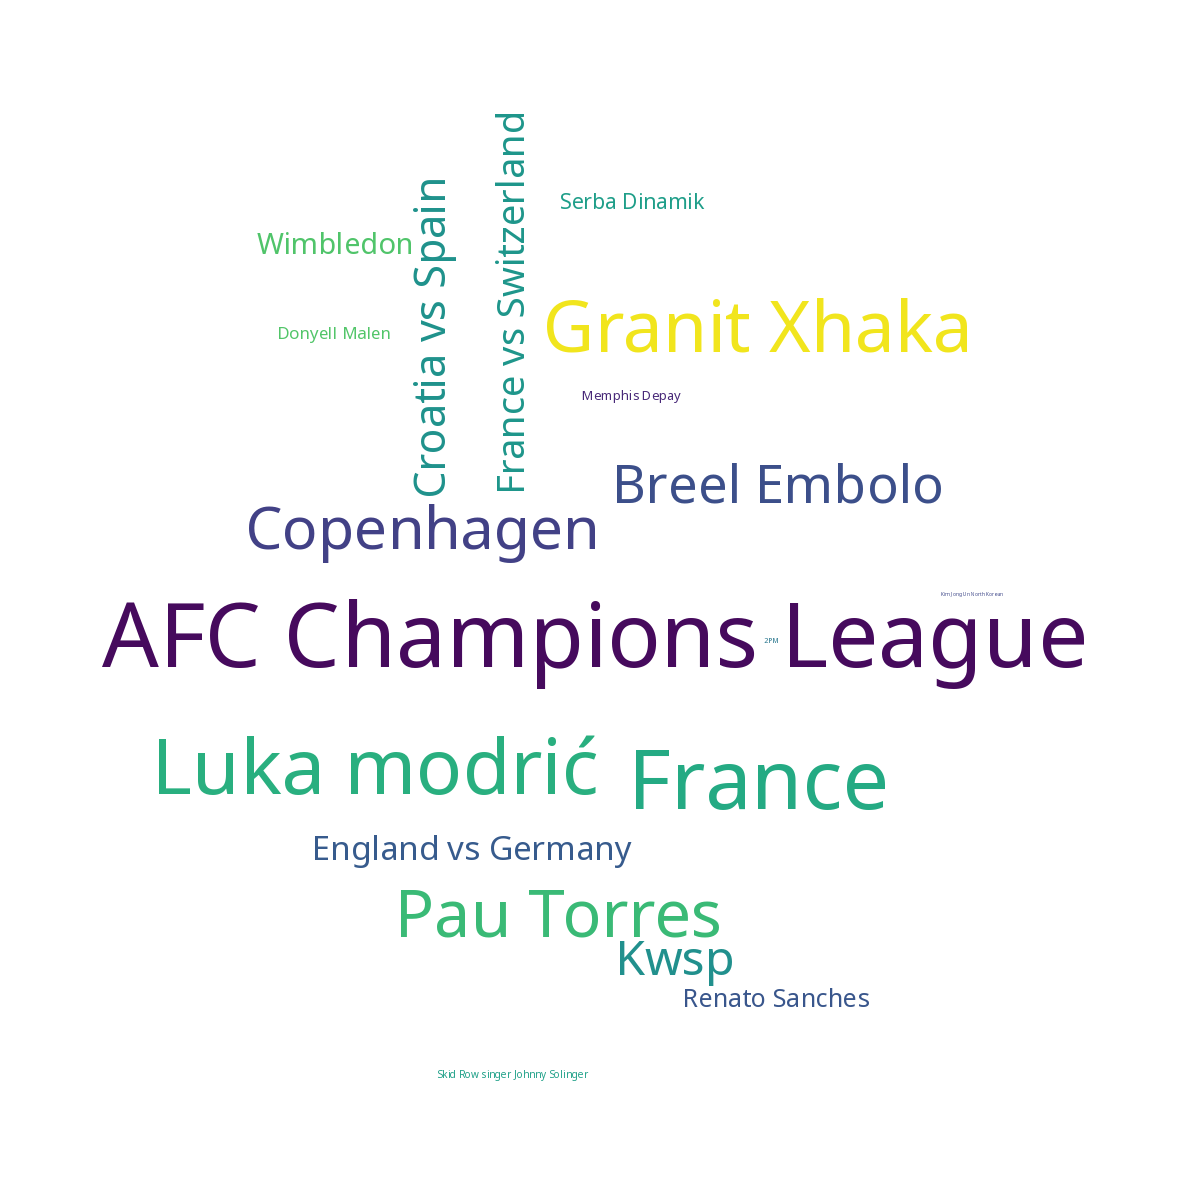 France vs Switzerland
Croatia vs Spain
Serba Dinamik
Wimbledon
Granit Xhaka
Donyell Malen
Memphis Depay
Breel Embolo
Copenhagen
Kim Jong Un North Korean
AFC Champions League
2PM
Luka modrić
France
England vs Germany
Pau Torres
Kwsp
Renato Sanches
Skid Row singer Johnny Solinger